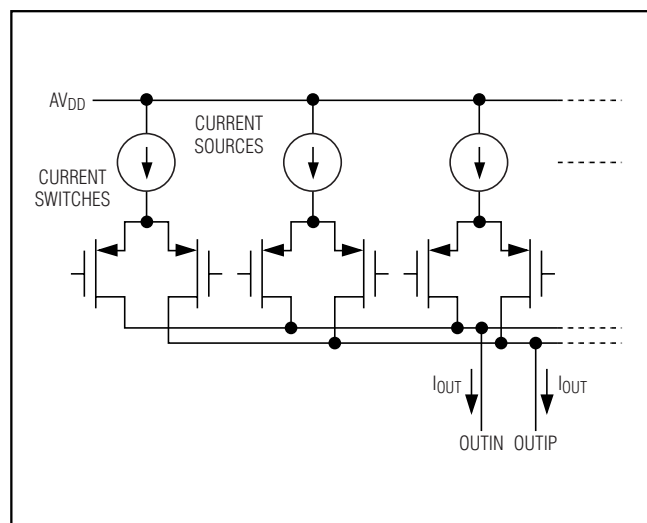 AVDD
CURRENT
SOURCES
CURRENT
SWITCHES
IOUT
IOUT
OUTIN
OUTIP